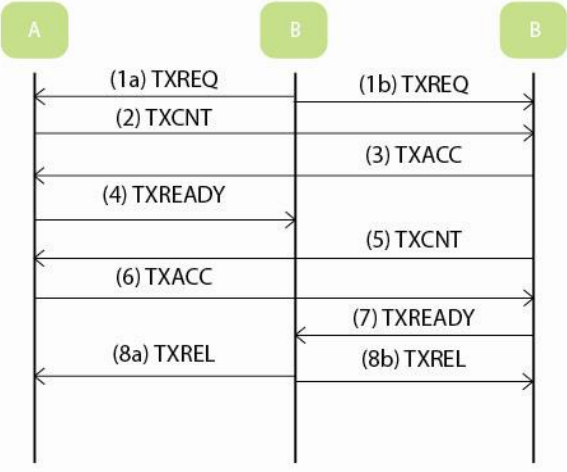 A
B
B
(1a) TXREQ
(1b) TXREQ
(2) TXCNT
(3) TXACC
(4) TXREADY
(5) TXCNT
(6) TXACC
(7) TXREADY
(8a) TXREL
(8b) TXREL